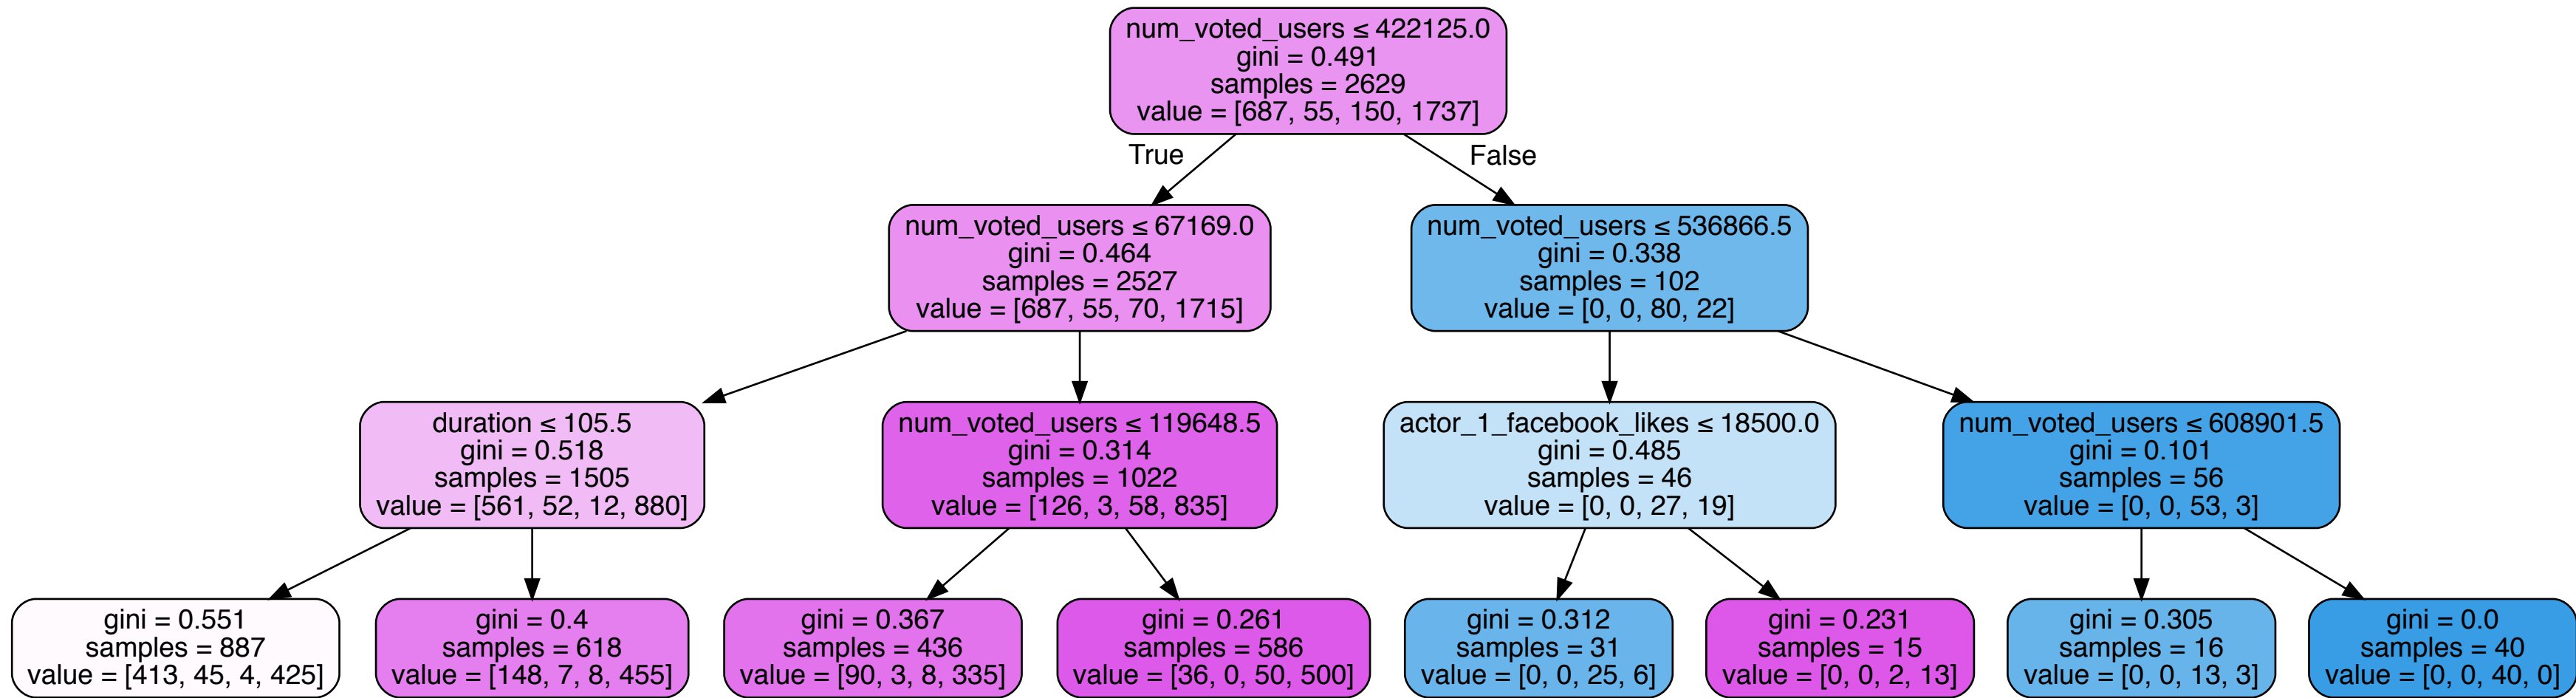 num_voted_users ≤ 422125.0
gini = 0.491
samples = 2629
value = [687, 55, 150, 1737]
True
False
num_voted_users ≤ 67169.0
gini = 0.464
samples = 2527
value = [687, 55, 70, 1715]
num_voted_users ≤ 536866.5
gini = 0.338
samples = 102
value = [0, 0, 80, 22]
duration ≤ 105.5
gini = 0.518
samples = 1505
value = [561, 52, 12, 880]
num_voted_users ≤ 119648.5
gini = 0.314
samples = 1022
value = [126, 3, 58, 835]
actor_1_facebook_likes ≤ 18500.0
gini = 0.485
samples = 46
value = [0, 0, 27, 19]
num_voted_users ≤ 608901.5
gini = 0.101
samples = 56
value = [0, 0, 53, 3]
gini = 0.551
samples = 887
value = [413, 45, 4, 425]
gini = 0.4
samples = 618
value = [148, 7, 8, 455]
gini = 0.367
samples = 436
value = [90, 3, 8, 335]
gini = 0.261
samples = 586
value = [36, 0, 50, 500]
gini = 0.312
samples = 31
value = [0, 0, 25, 6]
gini = 0.231
samples = 15
value = [0, 0, 2, 13]
gini = 0.305
samples = 16
value = [0, 0, 13, 3]
gini = 0.0
samples = 40
value = [0, 0, 40, 0]